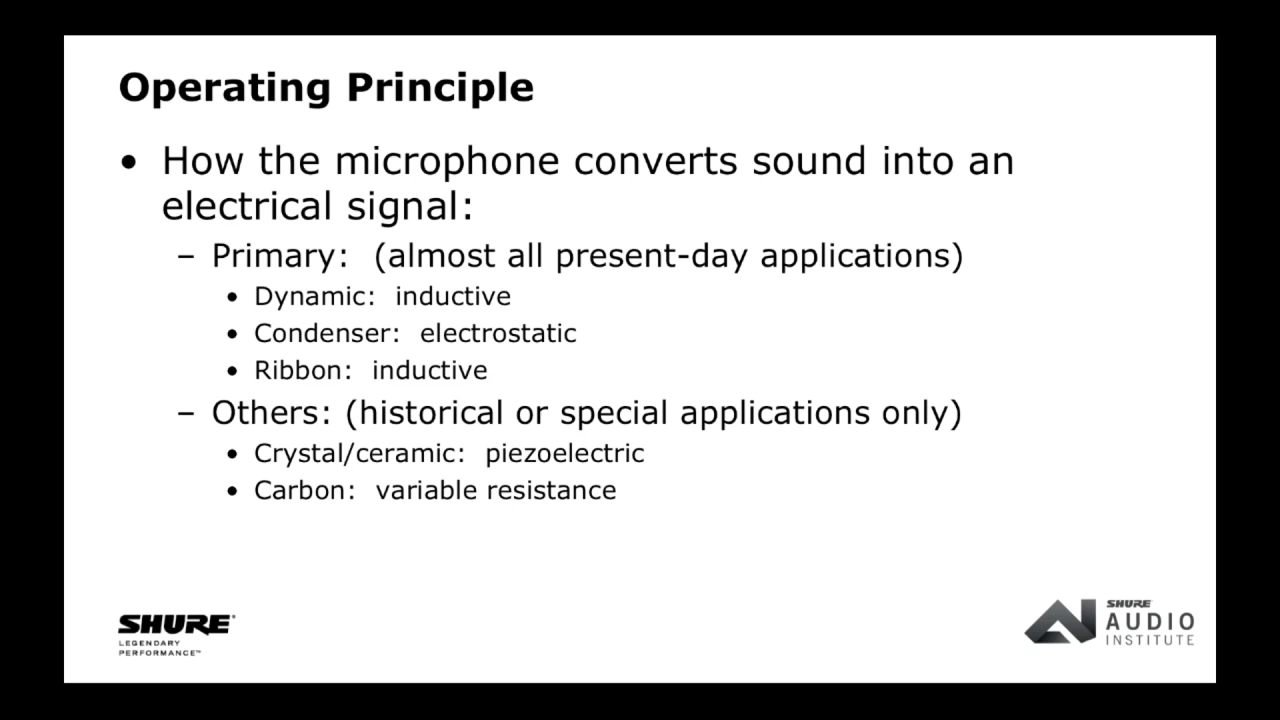 Operating Principle
• How the microphone converts sound into an
electrical signal:
– Primary: (almost all present-day applications)
• Dynamic: inductive
• Condenser: electrostatic
• Ribbon: inductive
– Others: (historical or special applications only)
• Crystal/ceramic: piezoelectric
• Carbon: variable resistance
SHURE®
LEGENDARY
PERFORMANCE™
SHURE
AUDIO
INSTITUTE